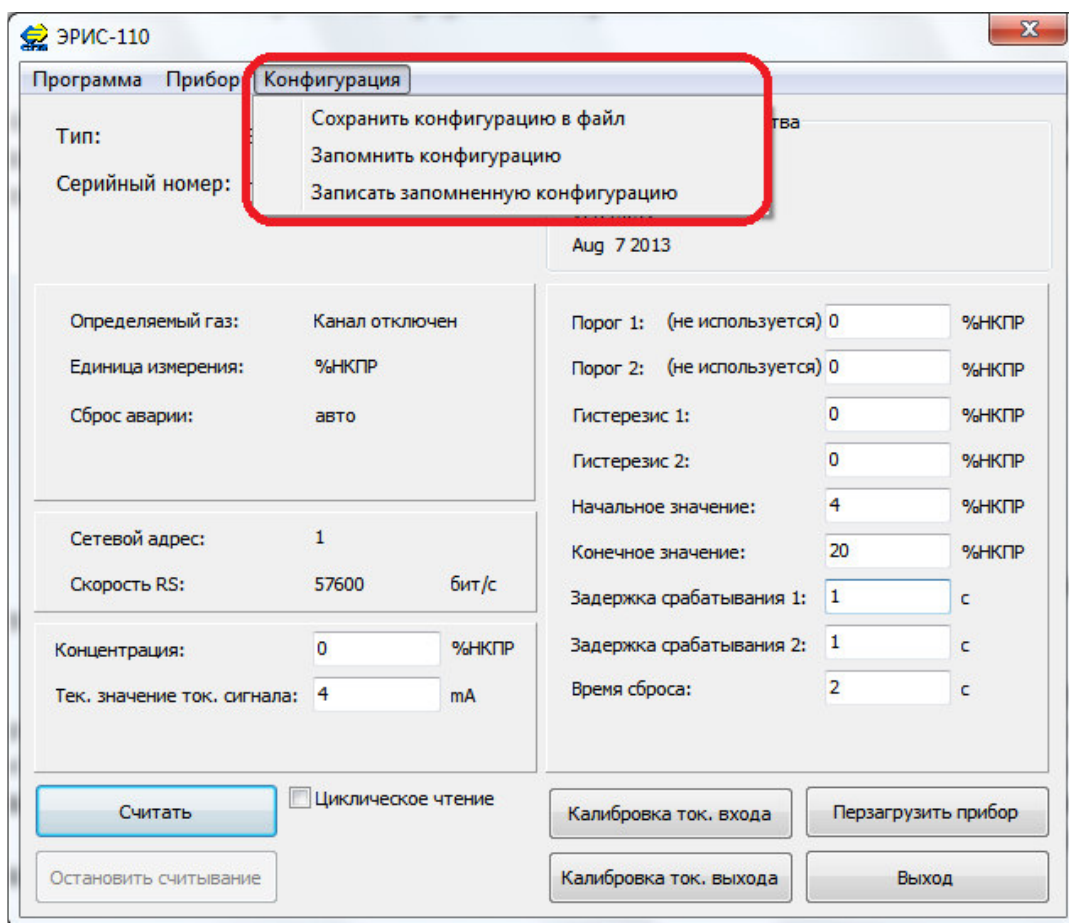 ЭРИС-110
Программа Прибор Конфигурация
Сохранить конфигурацию в файл
Запомнить конфигурацию
Записать запомненную конфигурацию
Тип:
Серийный номер:
Aug 7 2013
Определяемый газ: Канал отключен
Единица измерения: %НКПР
Сброс аварии: авто
Сетевой адрес: 1
Скорость RS: 57600 бит/с
Концентрация: 0 %НКПР
Тек. значение ток. сигнала: 4 mA
Порог 1: (не используется) 0 %НКПР
Порог 2: (не используется) 0 %НКПР
Гистерезис 1: 0 %НКПР
Гистерезис 2: 0 %НКПР
Начальное значение: 4 %НКПР
Конечное значение: 20 %НКПР
Задержка срабатывания 1: 1 с
Задержка срабатывания 2: 1 с
Время сброса: 2 с
Считать
Циклическое чтение
Остановить считывание
Калибровка ток. входа
Перзагрузить прибор
Калибровка ток. выхода
Выход